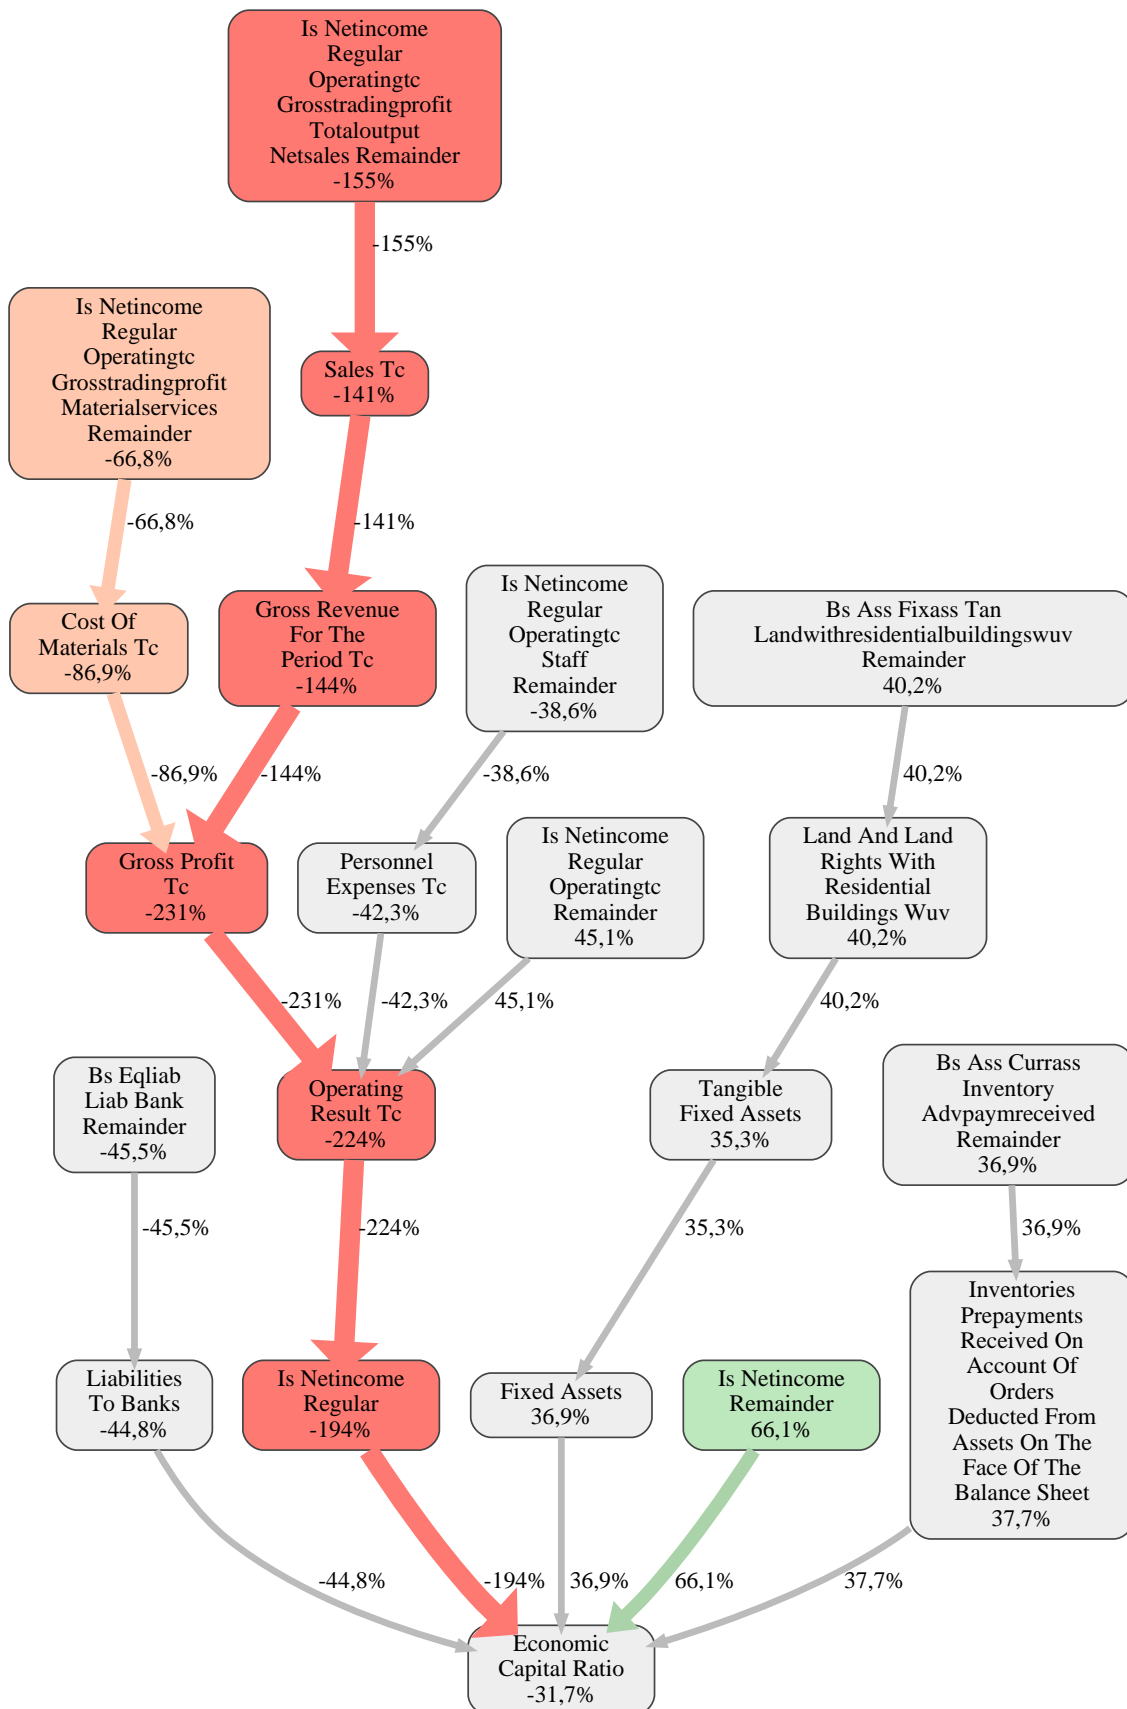 Is Netincome
Regular
Operatingtc
Grosstradingprofit
Totaloutput
Netsales Remainder
-155%
-155%
Is Netincome
Regular
Operatingtc
Grosstradingprofit
Materialservices
Remainder
-66,8%
Sales Tc
-141%
-66,8%
-141%
Cost Of
Materials Tc
-86,9%
Gross Revenue
For The
Period Tc
-144%
Is Netincome
Regular
Operatingtc
Staff
Remainder
-38,6%
Bs Ass Fixass Tan
Landwithresidentialbuildingswuv
Remainder
40,2%
-86,9%
-144%
-38,6%
40,2%
Gross Profit
Tc
-231%
Personnel
Expenses Tc
-42,3%
Is Netincome
Regular
Operatingtc
Remainder
45,1%
Land And Land
Rights With
Residential
Buildings Wuv
40,2%
-231%
-42,3%
45,1%
40,2%
Bs Eqliab
Liab Bank
Remainder
-45,5%
Operating
Result Tc
-224%
Tangible
Fixed Assets
35,3%
Bs Ass Currass
Inventory
Advpaymreceived
Remainder
36,9%
-45,5%
-224%
35,3%
36,9%
Liabilities
To Banks
-44,8%
Is Netincome
Regular
-194%
Fixed Assets
36,9%
Is Netincome
Remainder
66,1%
Inventories
Prepayments
Received On
Account Of
Orders
Deducted From
Assets On The
Face Of The
Balance Sheet
37,7%
-44,8%
-194%
36,9%
66,1%
37,7%
Economic
Capital Ratio
-31,7%